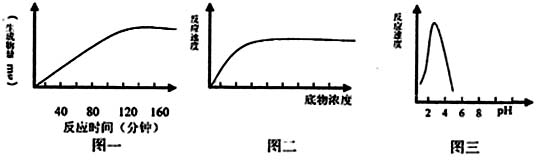 (生成物量 mg)
40 80 120 160
反应时间(分钟)
图一
反应速度
底物浓度
图二
反应速度
2 4 6 8 pH
图三